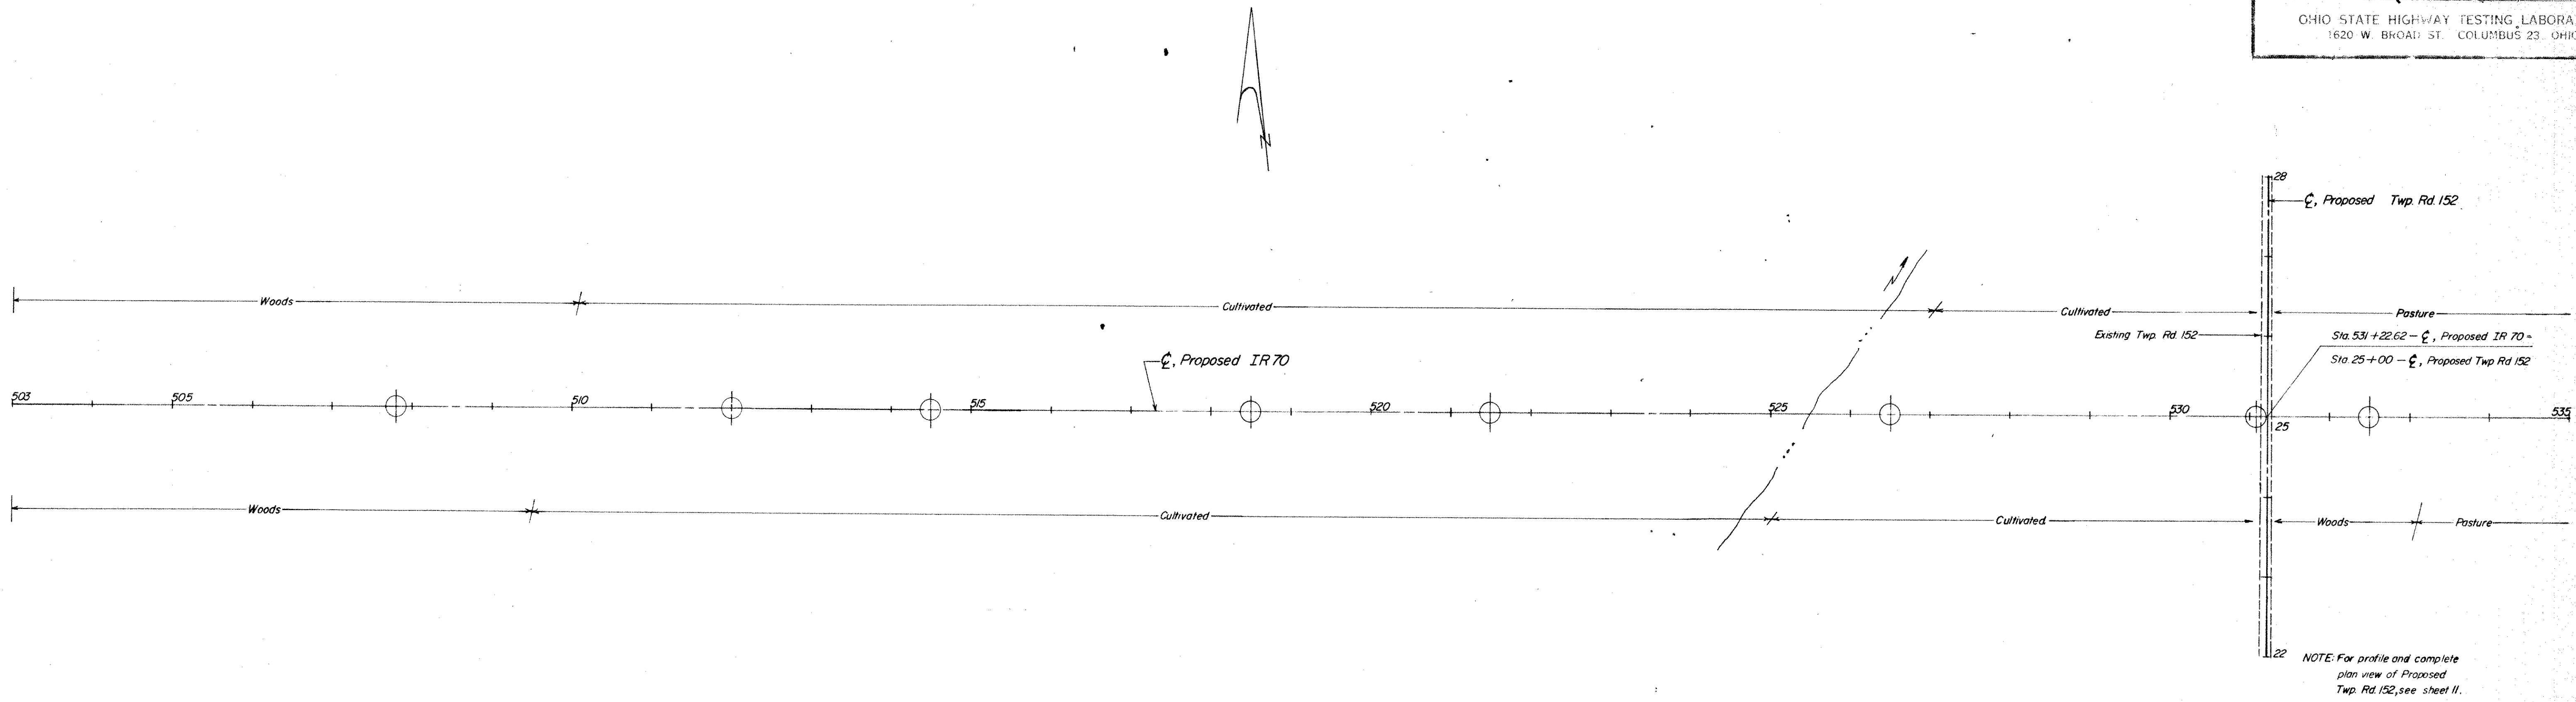 OHIO STATE HIGHWAY TESTING LABORA
1620 W. BROAD ST. COLUMBUS 23, OHIO
N
28
℄, Proposed Twp. Rd. 152
N
Woods
Cultivated
Cultivated
Pasture
Existing Twp. Rd. 152
Sta. 531+22.62 - ℄, Proposed IR 70 =
Sta. 25+00 - ℄, Proposed Twp Rd 152
℄, Proposed IR 70
503
505
510
515
520
525
530
535
25
Woods
Cultivated
Cultivated
Woods
Pasture
22
NOTE: For profile and complete
plan view of Proposed
Twp. Rd. 152, see sheet 11.